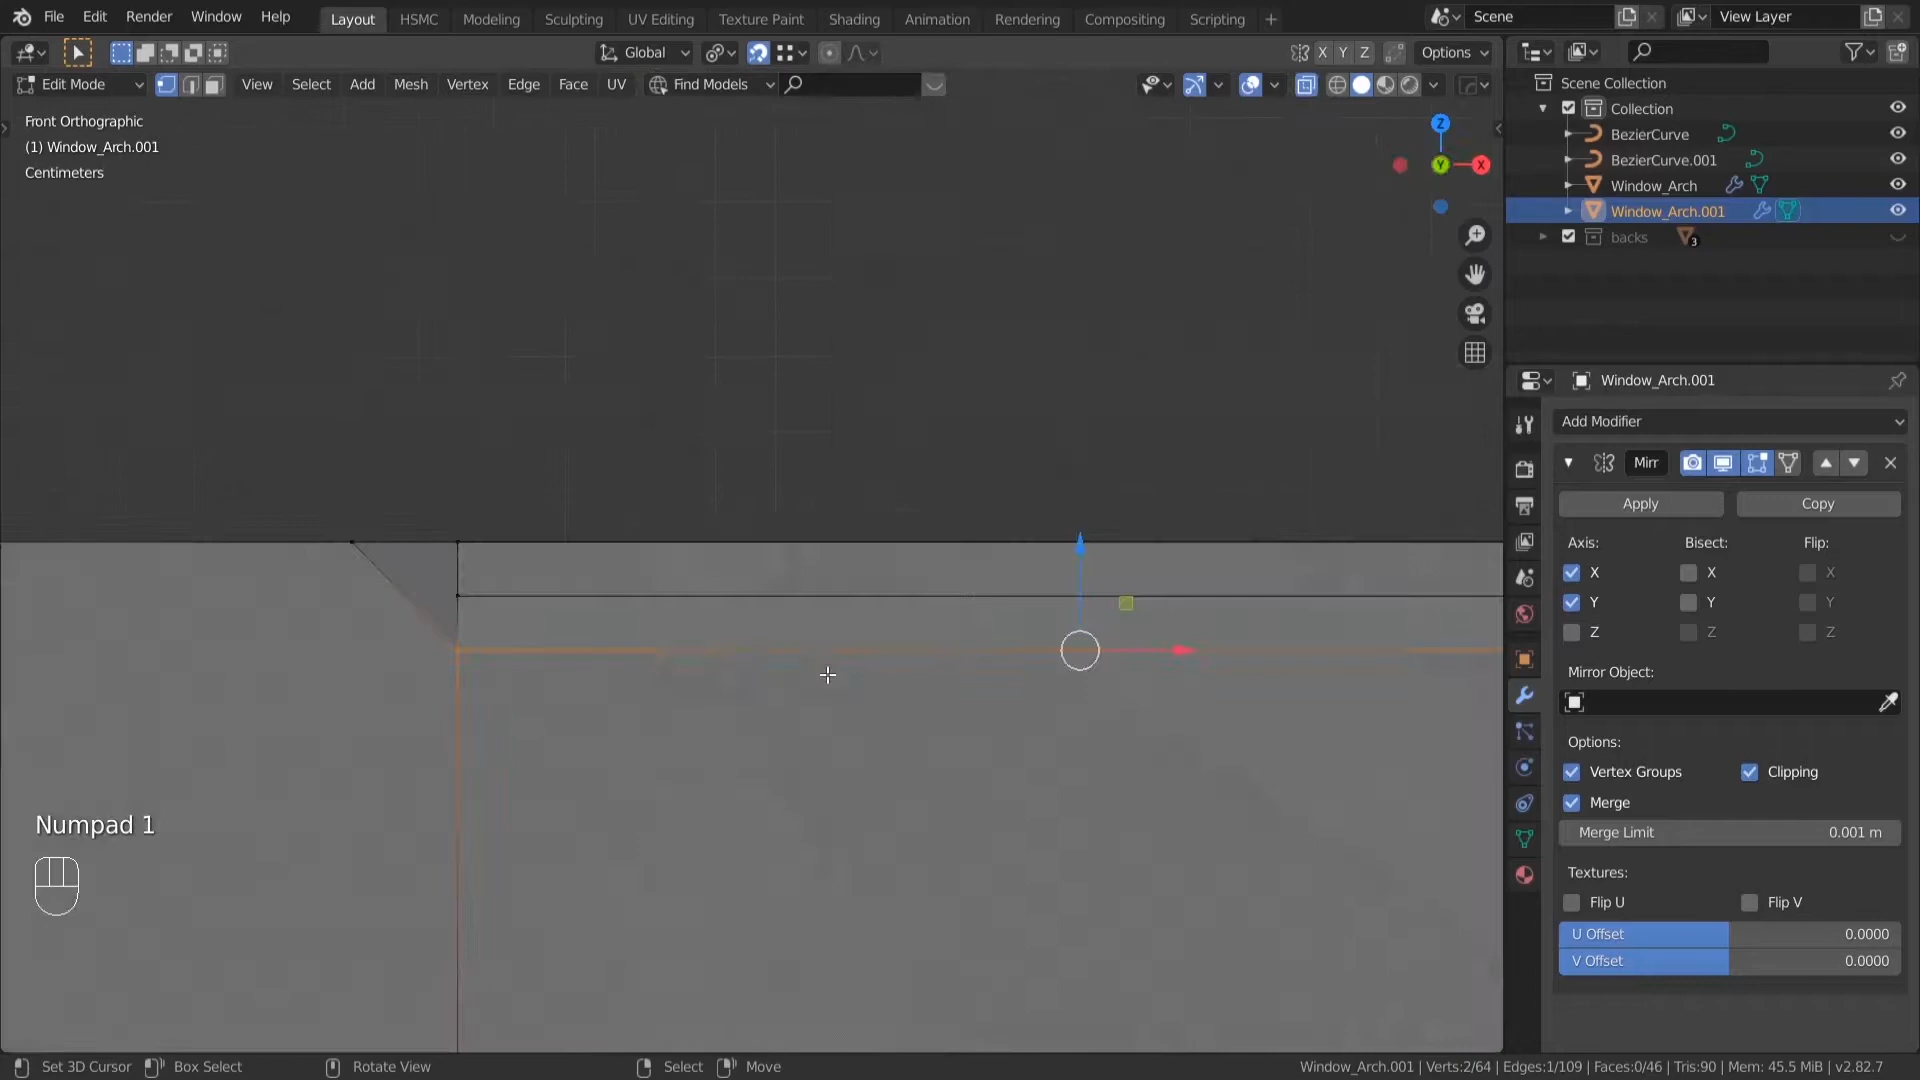 File Edit Render Window Help Layout HSMC Modeling Sculpting UV Editing Texture Paint Shading Animation Rendering Compositing Scripting + Scene View Layer
Global X Y Z Options
Edit Mode View Select Add Mesh Vertex Edge Face UV Find Models
Front Orthographic
(1) Window_Arch.001
Centimeters
Z
Y
X
Numpad 1
Scene Collection
Collection
BezierCurve
BezierCurve.001
Window_Arch
Window_Arch.001
backs 3
Window_Arch.001
Add Modifier
Mirr
Apply Copy
Axis: Bisect: Flip:
X X X
Y Y Y
Z Z Z
Mirror Object:
Options:
Vertex Groups Clipping
Merge
Merge Limit 0.001 m
Textures:
Flip U Flip V
U Offset 0.0000
V Offset 0.0000
Set 3D Cursor Box Select Rotate View Select Move Window_Arch.001 | Verts:2/64 | Edges:1/109 | Faces:0/46 | Tris:90 | Mem: 45.5 MiB | v2.82.7